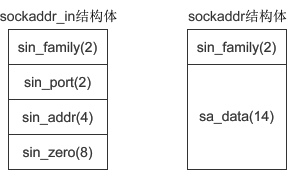 sockaddr_in结构体
sin_family(2)
sin_port(2)
sin_addr(4)
sin_zero(8)
sockaddr结构体
sin_family(2)
sa_data(14)